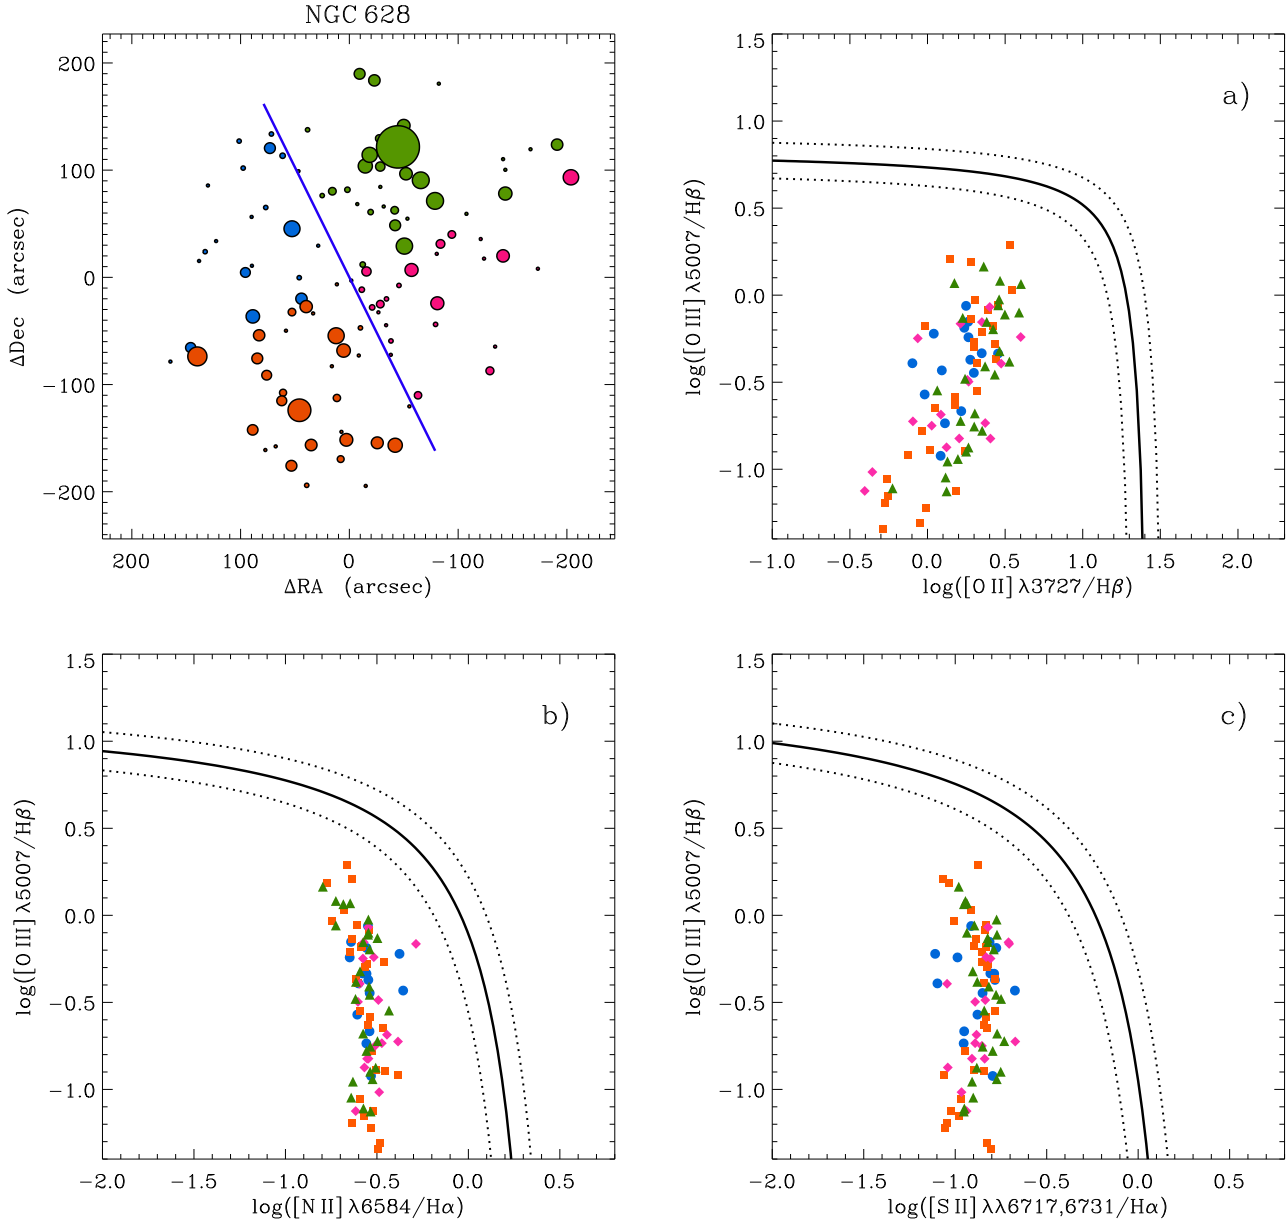 NGC 628
200
100
0
−100
−200
ΔDec (arcsec)
200 100 0 −100 −200
ΔRA (arcsec)
a)
1.5
1.0
0.5
0.0
−0.5
−1.0
log([O III] λ5007/Hβ)
−1.0 −0.5 0.0 0.5 1.0 1.5 2.0
log([O II] λ3727/Hβ)
b)
1.5
1.0
0.5
0.0
−0.5
−1.0
log([O III] λ5007/Hβ)
−2.0 −1.5 −1.0 −0.5 0.0 0.5
log([N II] λ6584/Hα)
c)
1.5
1.0
0.5
0.0
−0.5
−1.0
log([O III] λ5007/Hβ)
−2.0 −1.5 −1.0 −0.5 0.0 0.5
log([S II] λλ6717,6731/Hα)